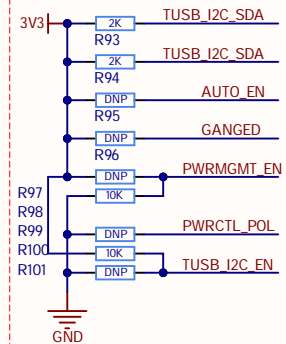 3V3
2K
TUSB_I2C_SDA
R93
2K
TUSB_I2C_SDA
R94
DNP
AUTO_EN
R95
DNP
GANGED
R96
DNP
PWRMGMT_EN
R97
10K
R98
DNP
PWRCTL_POL
R99
10K
R100
DNP
TUSB_I2C_EN
R101
GND